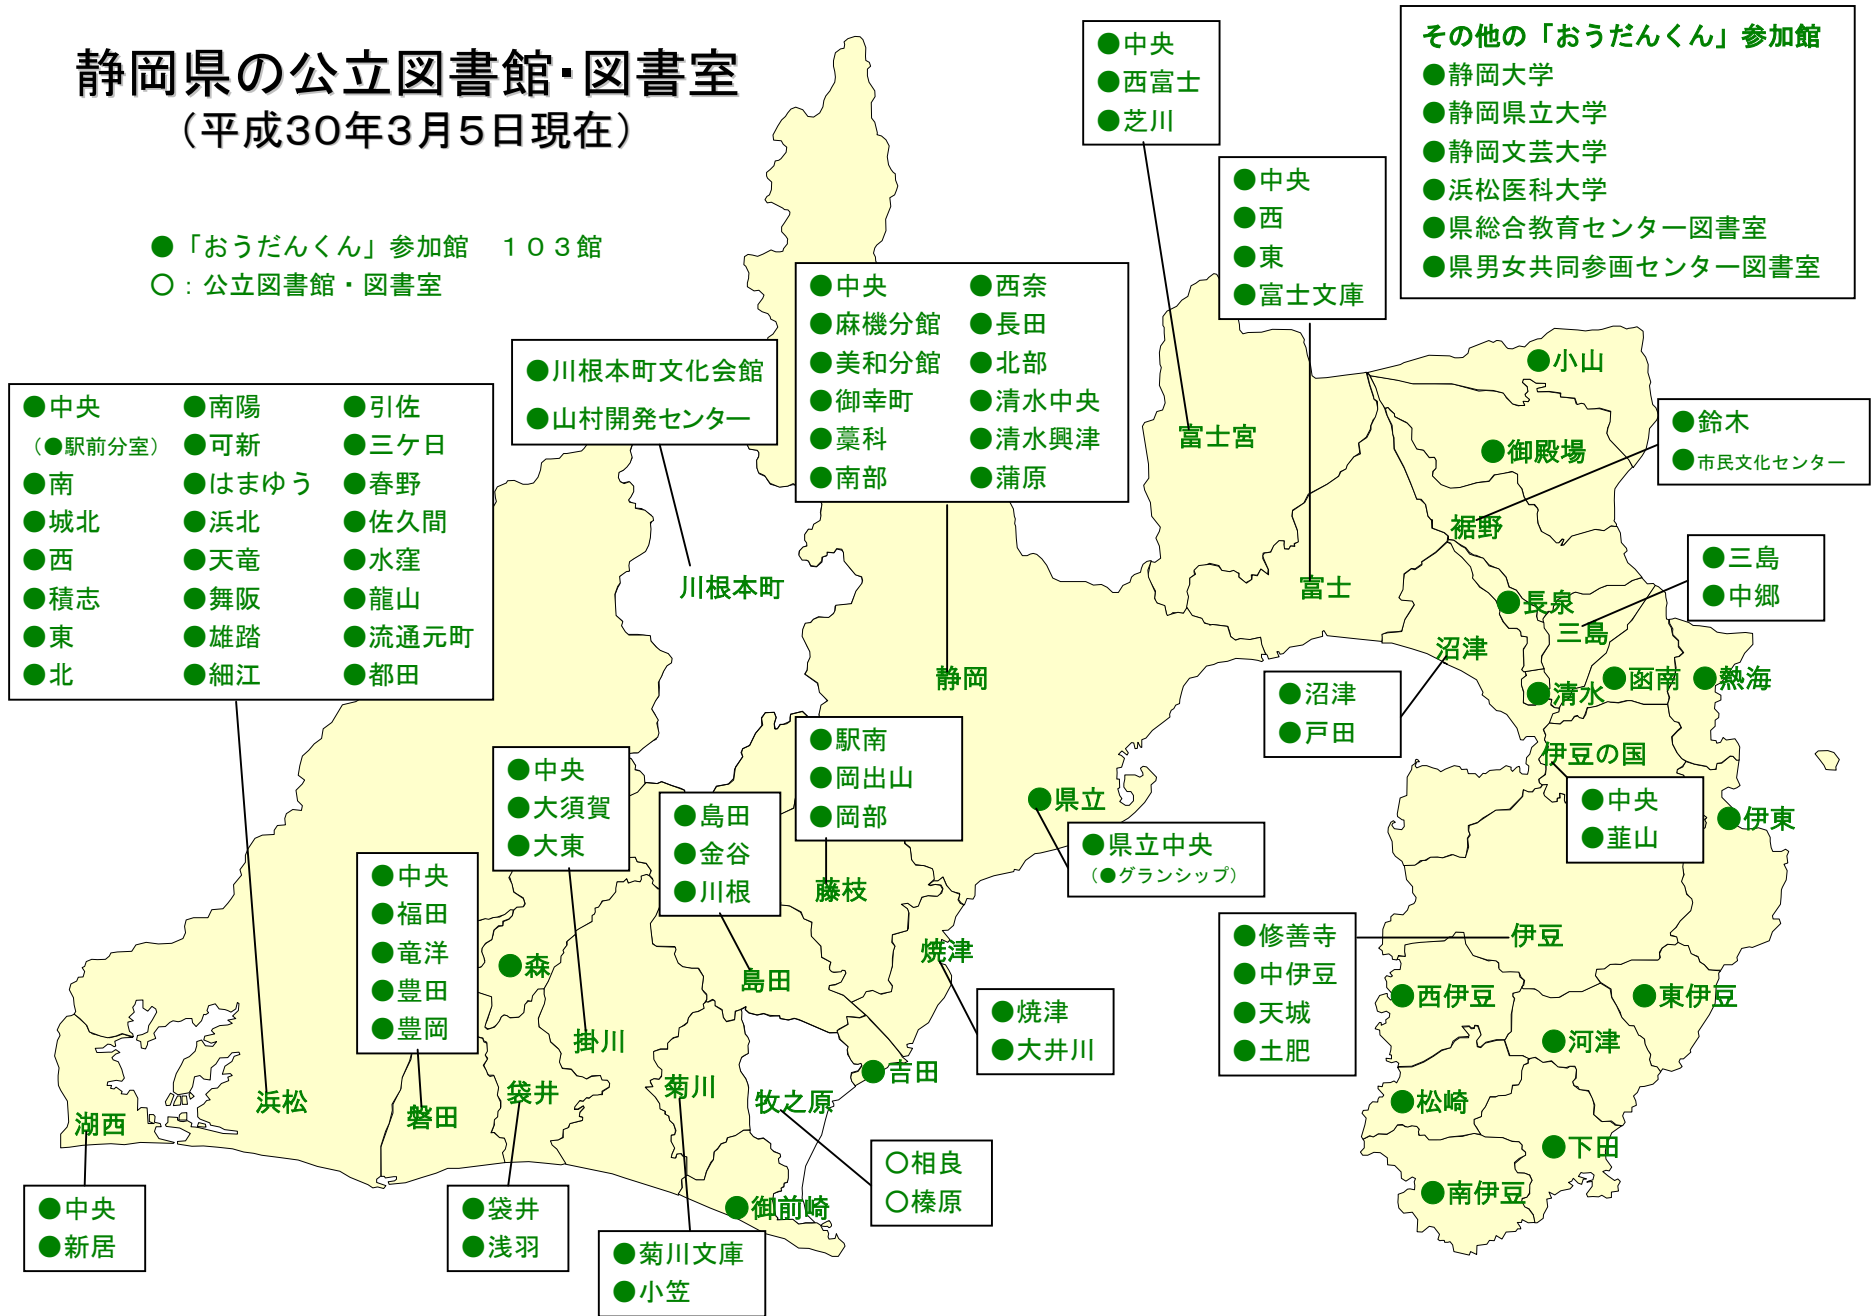 静岡県の公立図書館・図書室
（平成30年3月5日現在）
●「おうだんくん」参加館　１０３館
○：公立図書館・図書室
その他の「おうだんくん」参加館
●静岡大学
●静岡県立大学
●静岡文芸大学
●浜松医科大学
●県総合教育センター図書室
●県男女共同参画センター図書室
●中央
●西富士
●芝川
富士宮
●中央
●西
●東
●富士文庫
富士
●中央　●西奈
●麻機分館　●長田
●美和分館　●北部
●御幸町　●清水中央
●藁科　●清水興津
●南部　●蒲原
静岡
●川根本町文化会館
●山村開発センター
川根本町
●中央　●南陽　●引佐
（●駅前分室）　●可新　●三ケ日
●南　●はまゆう　●春野
●城北　●浜北　●佐久間
●西　●天竜　●水窪
●積志　●舞阪　●龍山
●東　●雄踏　●流通元町
●北　●細江　●都田
浜松
●小山
●御殿場
●鈴木
●市民文化センター
裾野
●三島
●中郷
三島
●長泉
沼津
●沼津
●戸田
●清水
●函南
●熱海
伊豆の国
●中央
●韮山
●伊東
●県立
●県立中央
（●グランシップ）
●駅南
●岡出山
●岡部
藤枝
●中央
●大須賀
●大東
掛川
●島田
●金谷
●川根
島田
●中央
●福田
●竜洋
●豊田
●豊岡
磐田
●森
焼津
●焼津
●大井川
●修善寺
●中伊豆
●天城
●土肥
伊豆
●西伊豆
●東伊豆
●河津
●松崎
●下田
●南伊豆
●吉田
牧之原
○相良
○榛原
●御前崎
菊川
●菊川文庫
●小笠
袋井
●袋井
●浅羽
湖西
●中央
●新居